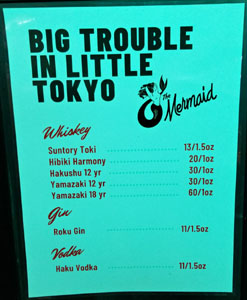 BIG TROUBLE
IN LITTLE
TOKYO
The Mermaid
Whiskey
Suntory Toki 13/1.5oz
Hibiki Harmony 20/1oz
Hakushu 12 yr 30/1oz
Yamazaki 12 yr 30/1oz
Yamazaki 18 yr 60/1oz
Gin
Roku Gin 11/1.5oz
Vodka
Haku Vodka 11/1.5oz